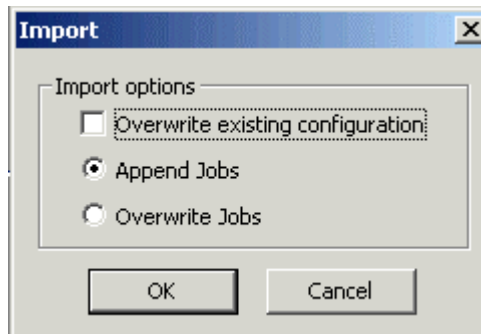 Import
Import options
Overwrite existing configuration
Append Jobs
Overwrite Jobs
OK Cancel